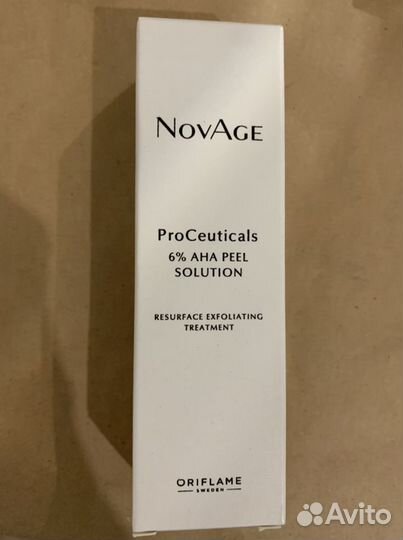 NOVAGE
ProCeuticals
6% AHA PEEL
SOLUTION
RESURFACE EXFOLIATING
TREATMENT
ORIFLAME
SWEDEN
Avito